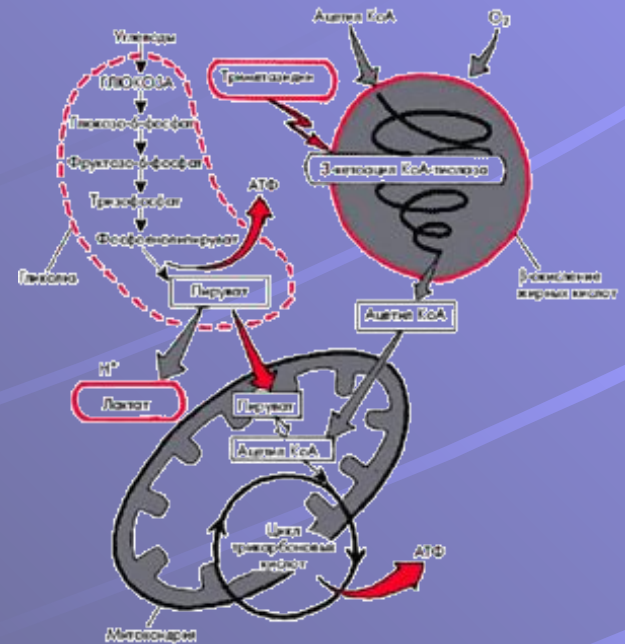 Углеводы
ГЛЮКОЗА
Глюкозо-6-фосфат
Фруктозо-6-фосфат
Триозофосфат
Фосфоенолпируват
АТФ
Пируват
Гликолиз
H⁺
Лактат
Триметазидин
Ацетил КоА
O₂
3-кетоацил КоА-тиолаза
β-окисление
жирных кислот
Ацетил КоА
Пируват
Ацетил КоА
Цикл
трикарбоновых
кислот
АТФ
Митохондрия